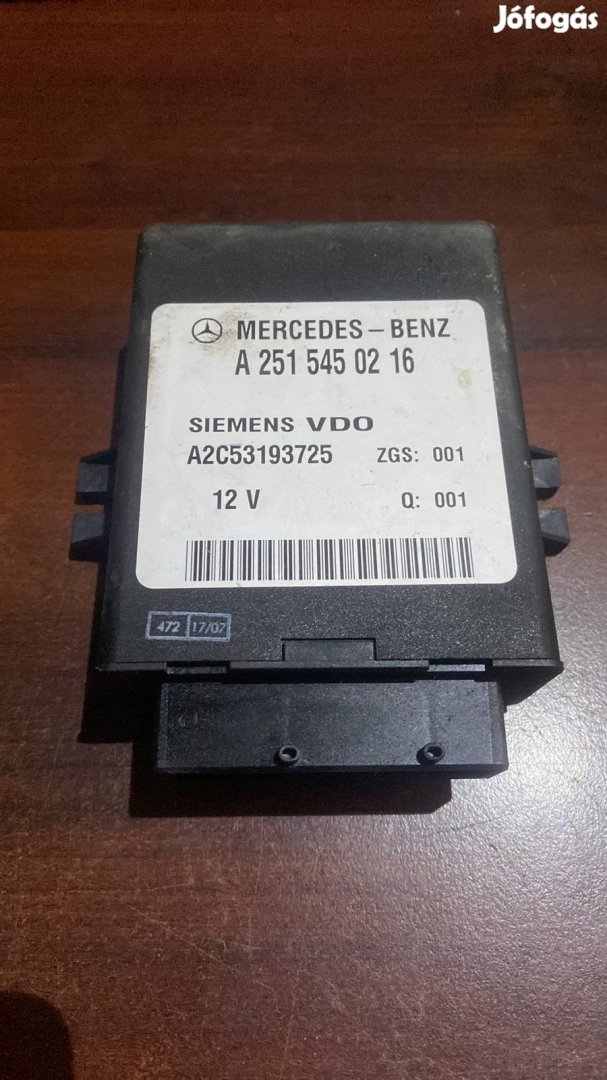 Jófogás
MERCEDES-BENZ
A 251 545 02 16
SIEMENS VDO
A2C53193725 ZGS: 001
12 V Q: 001
472 17/07